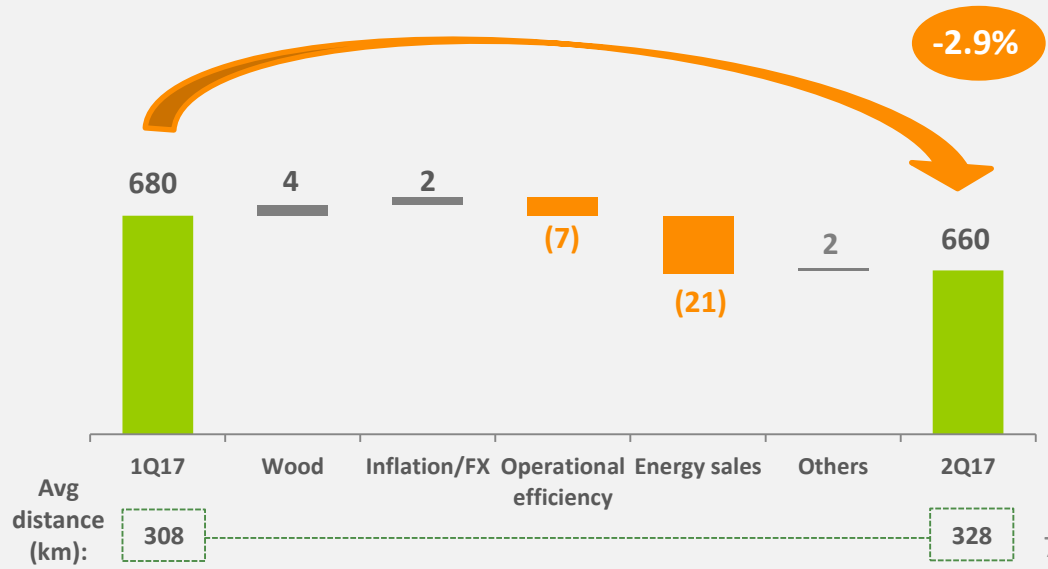 -2.9%
680
4
2
(7)
(21)
2
660
1Q17
Wood
Inflation/FX
Operational
efficiency
Energy sales
Others
2Q17
Avg
distance
(km):
308
328